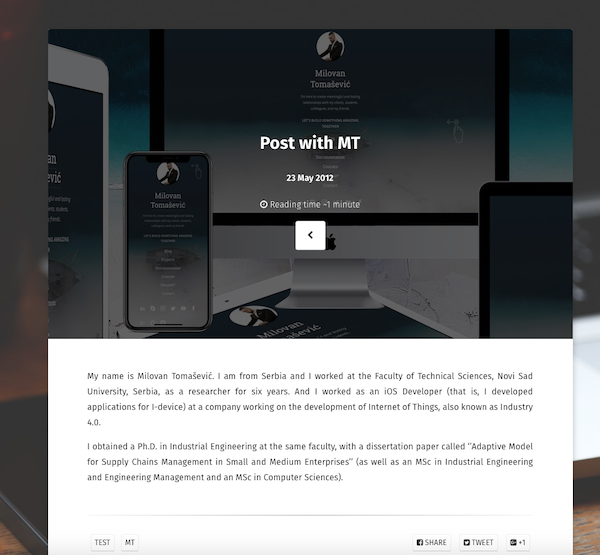 Milovan
Tomašević
Post with MT
23 May 2012
Reading time ~1 minute
Milovan
Tomašević
Milovan
My name is Milovan Tomašević. I am from Serbia and I worked at the Faculty of Technical Sciences, Novi Sad
University, Serbia, as a researcher for six years. And I worked as an iOS Developer (that is, I developed
applications for I-device) at a company working on the development of Internet of Things, also known as Industry
4.0.
I obtained a Ph.D. in Industrial Engineering at the same faculty, with a dissertation paper called “Adaptive Model
for Supply Chains Management in Small and Medium Enterprises” (as well as an MSc in Industrial Engineering
and Engineering Management and an MSc in Computer Sciences).
TEST MT SHARE TWEET +1